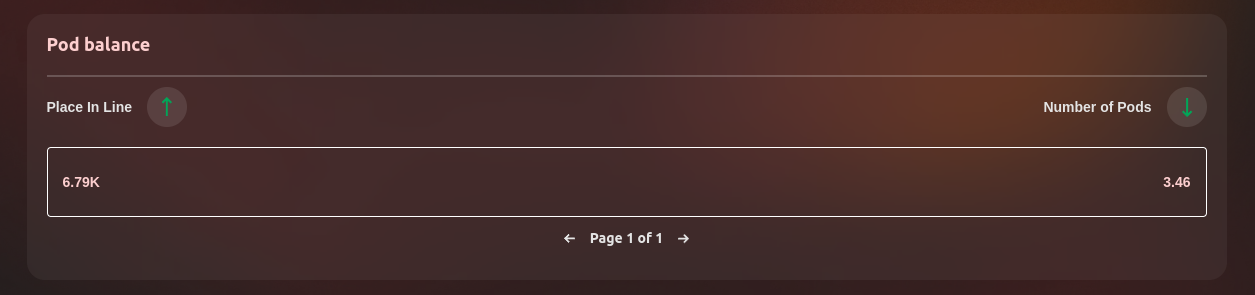 Pod balance
Place In Line ↑ Number of Pods ↓
6.79K 3.46
← Page 1 of 1 →